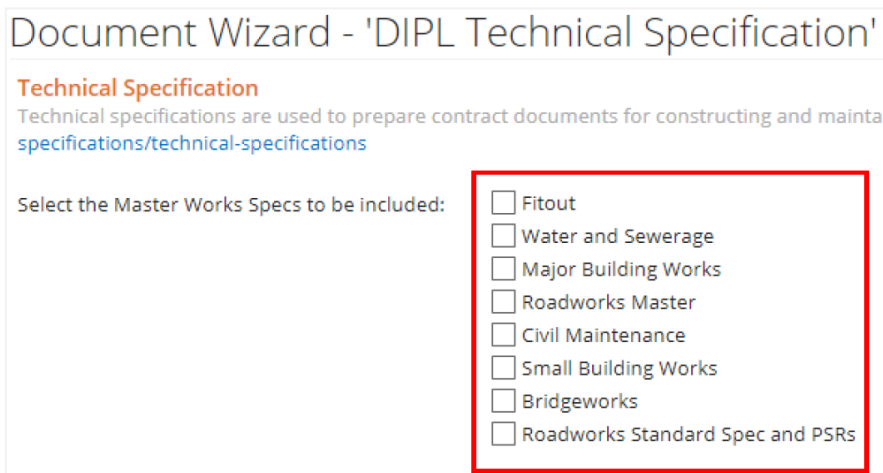 Document Wizard - 'DIPL Technical Specification'
Technical Specification
Technical specifications are used to prepare contract documents for constructing and mainta
specifications/technical-specifications
Select the Master Works Specs to be included:
Fitout
Water and Sewerage
Major Building Works
Roadworks Master
Civil Maintenance
Small Building Works
Bridgeworks
Roadworks Standard Spec and PSRs